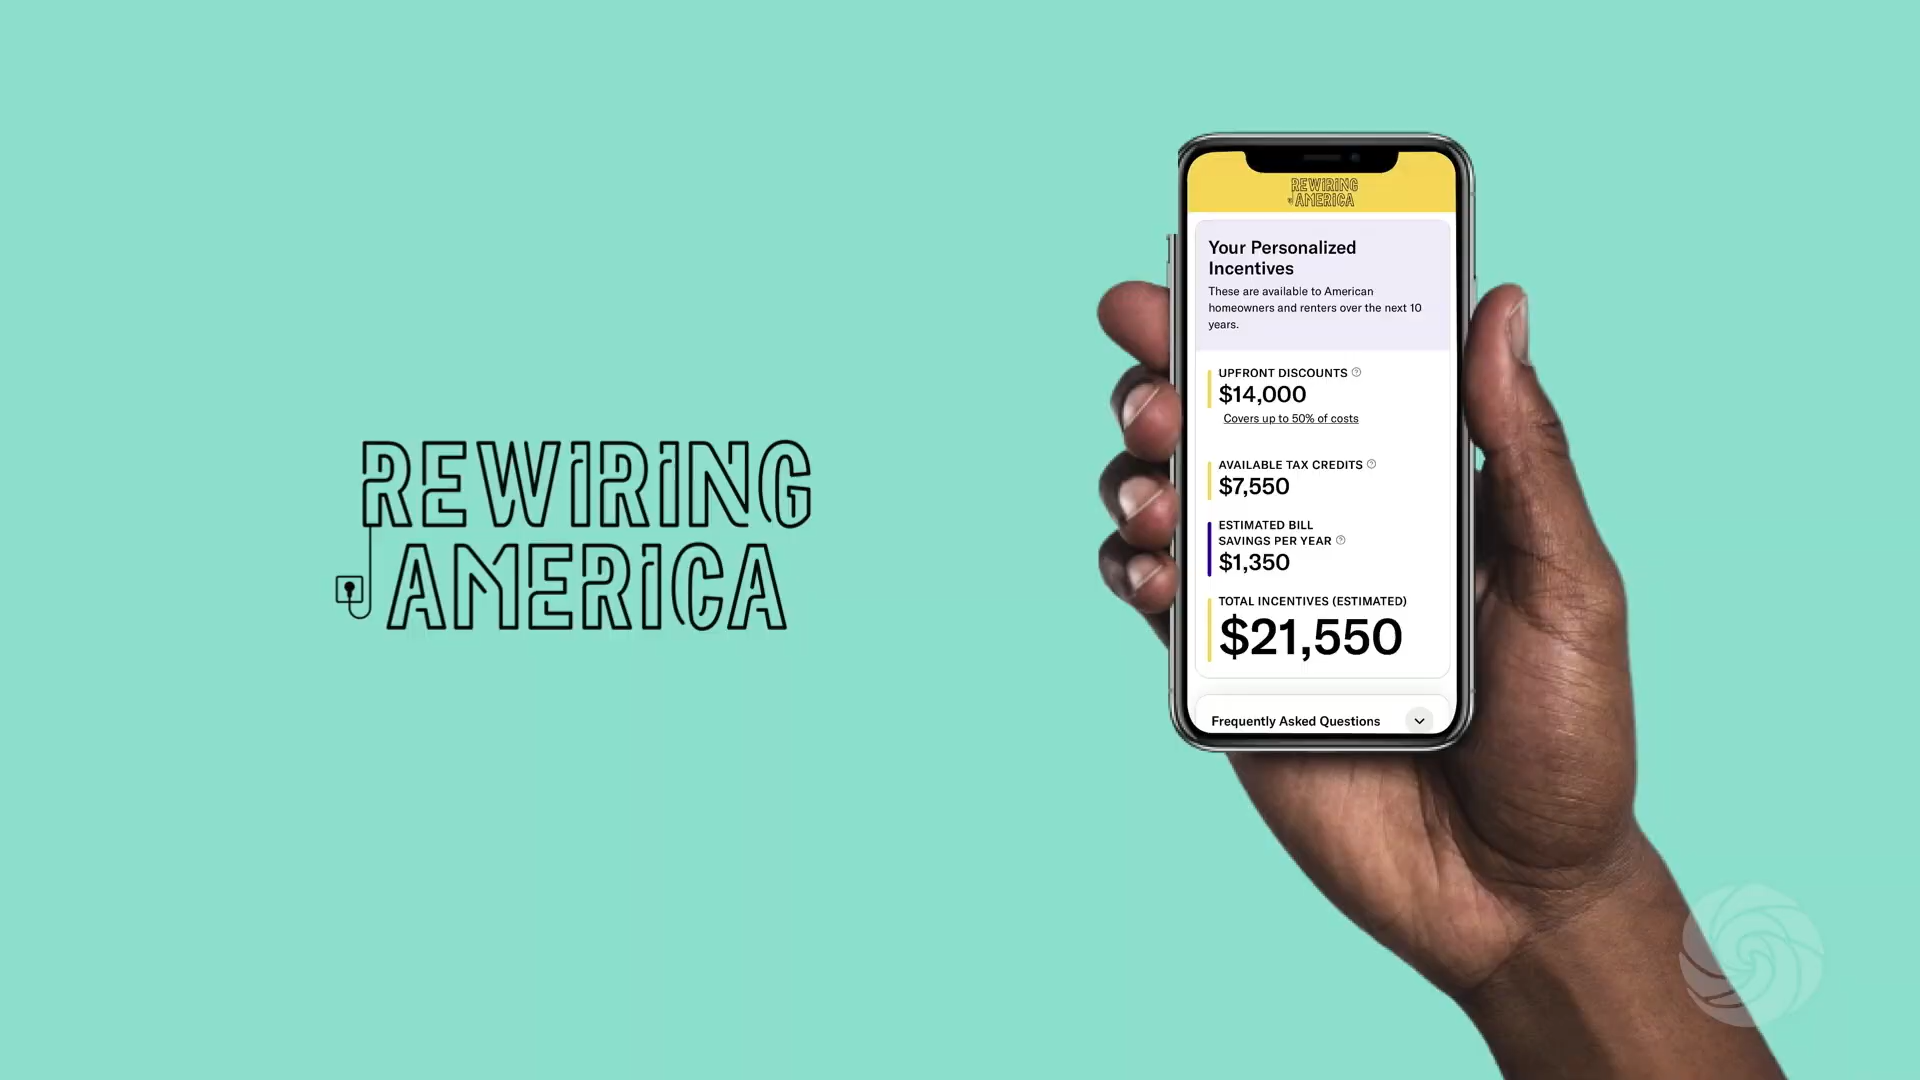 REWIRING
AMERICA
REWIRING
AMERICA
Your Personalized
Incentives
These are available to American
homeowners and renters over the next 10
years.
UPFRONT DISCOUNTS
$14,000
Covers up to 50% of costs
AVAILABLE TAX CREDITS
$7,550
ESTIMATED BILL
SAVINGS PER YEAR
$1,350
TOTAL INCENTIVES (ESTIMATED)
$21,550
Frequently Asked Questions